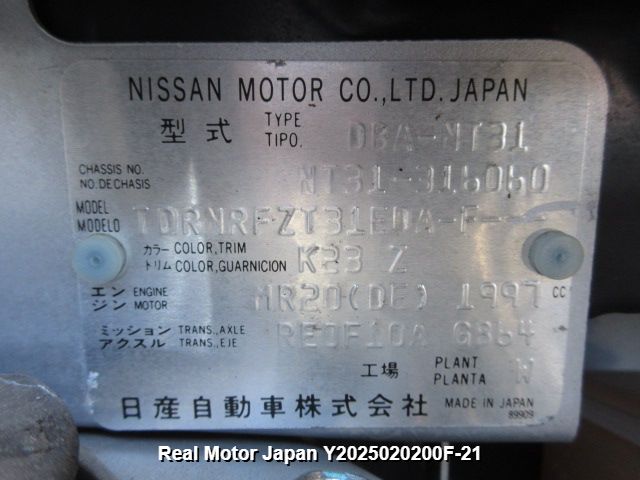 NISSAN MOTOR CO.,LTD. JAPAN
型式 TYPE TIPO. DBA-NT31
CHASSIS NO. NO.DE CHASIS NT31-316060
MODEL MODELO TDRNRFZT31EDA-F----
カラー COLOR,TRIM トリム COLOR,GUARNICION K23 Z
エンジン ENGINE MOTOR MR20(DE) 1997 CC
ミッション TRANS.,AXLE アクスル TRANS.,EJE RE0F10A G364
工場 PLANT PLANTA W
日産自動車株式会社 MADE IN JAPAN
89909
Real Motor Japan Y2025020200F-21